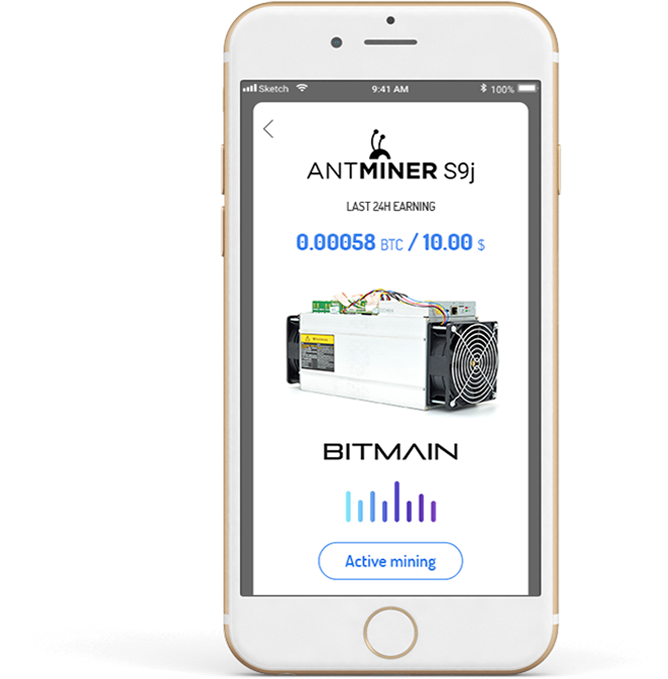 Sketch 9:41 AM 100%
ANTMINER S9j
LAST 24H EARNING
0.00058 BTC / 10.00 $
BITMAIN
Active mining